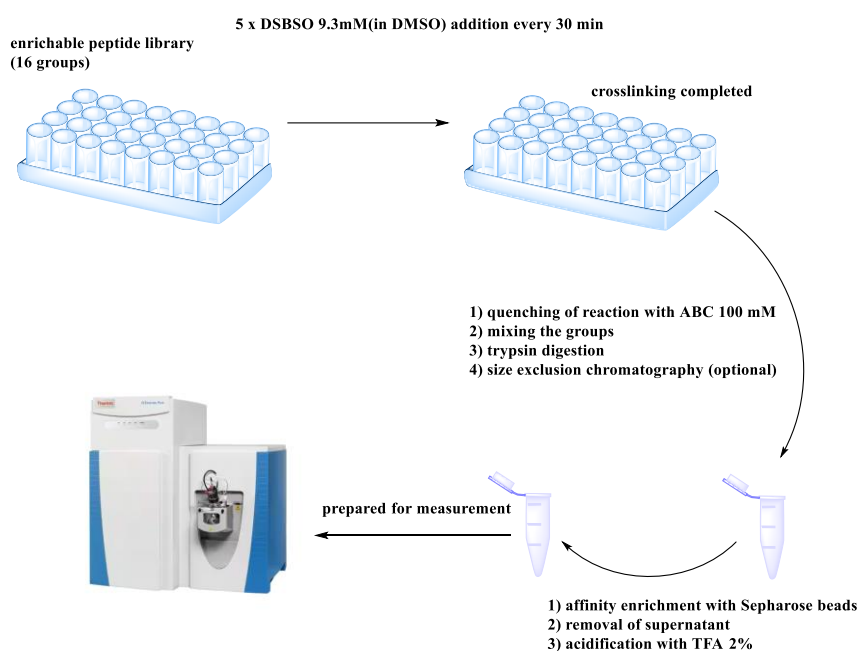 5 x DSBSO 9.3mM(in DMSO) addition every 30 min
enrichable peptide library
(16 groups)
crosslinking completed
1) quenching of reaction with ABC 100 mM
2) mixing the groups
3) trypsin digestion
4) size exclusion chromatography (optional)
prepared for measurement
1) affinity enrichment with Sepharose beads
2) removal of supernatant
3) acidification with TFA 2%